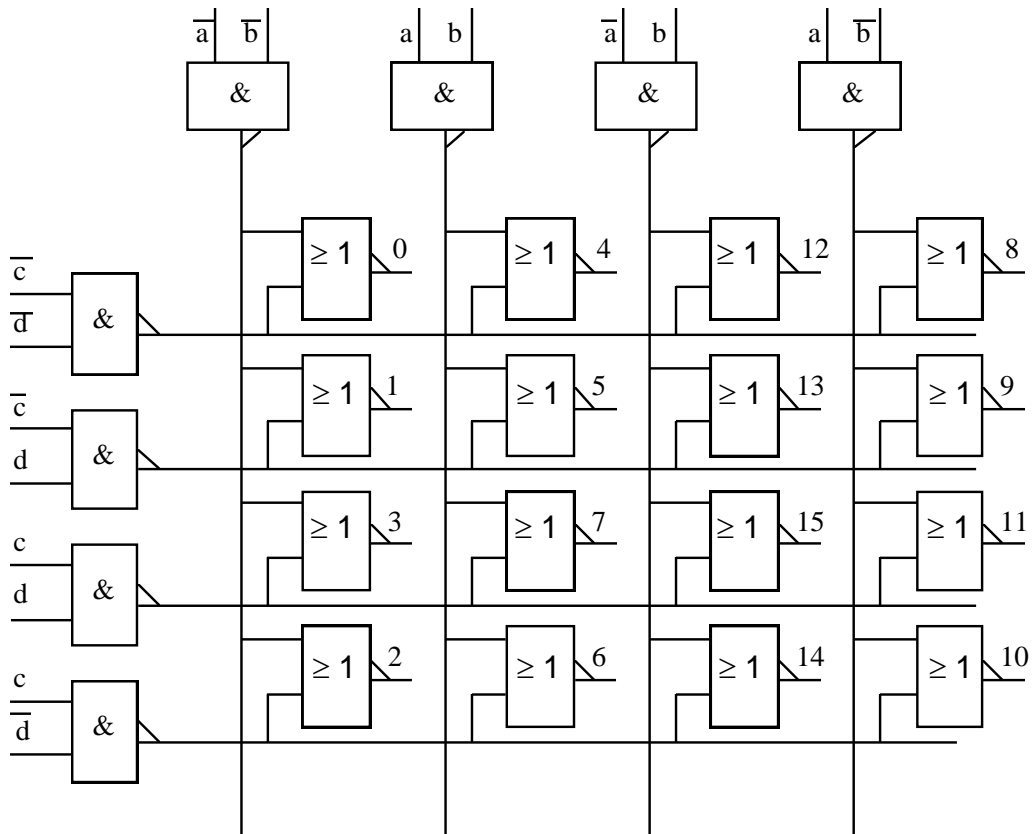 a̅ b̅ a b a̅ b a b̅
& & & &
0 4 12 8
≥ 1 ≥ 1 ≥ 1 ≥ 1
c̅
&
d̅
1 5 13 9
≥ 1 ≥ 1 ≥ 1 ≥ 1
c̅
&
d
3 7 15 11
≥ 1 ≥ 1 ≥ 1 ≥ 1
c
&
d
2 6 14 10
≥ 1 ≥ 1 ≥ 1 ≥ 1
c
&
d̅